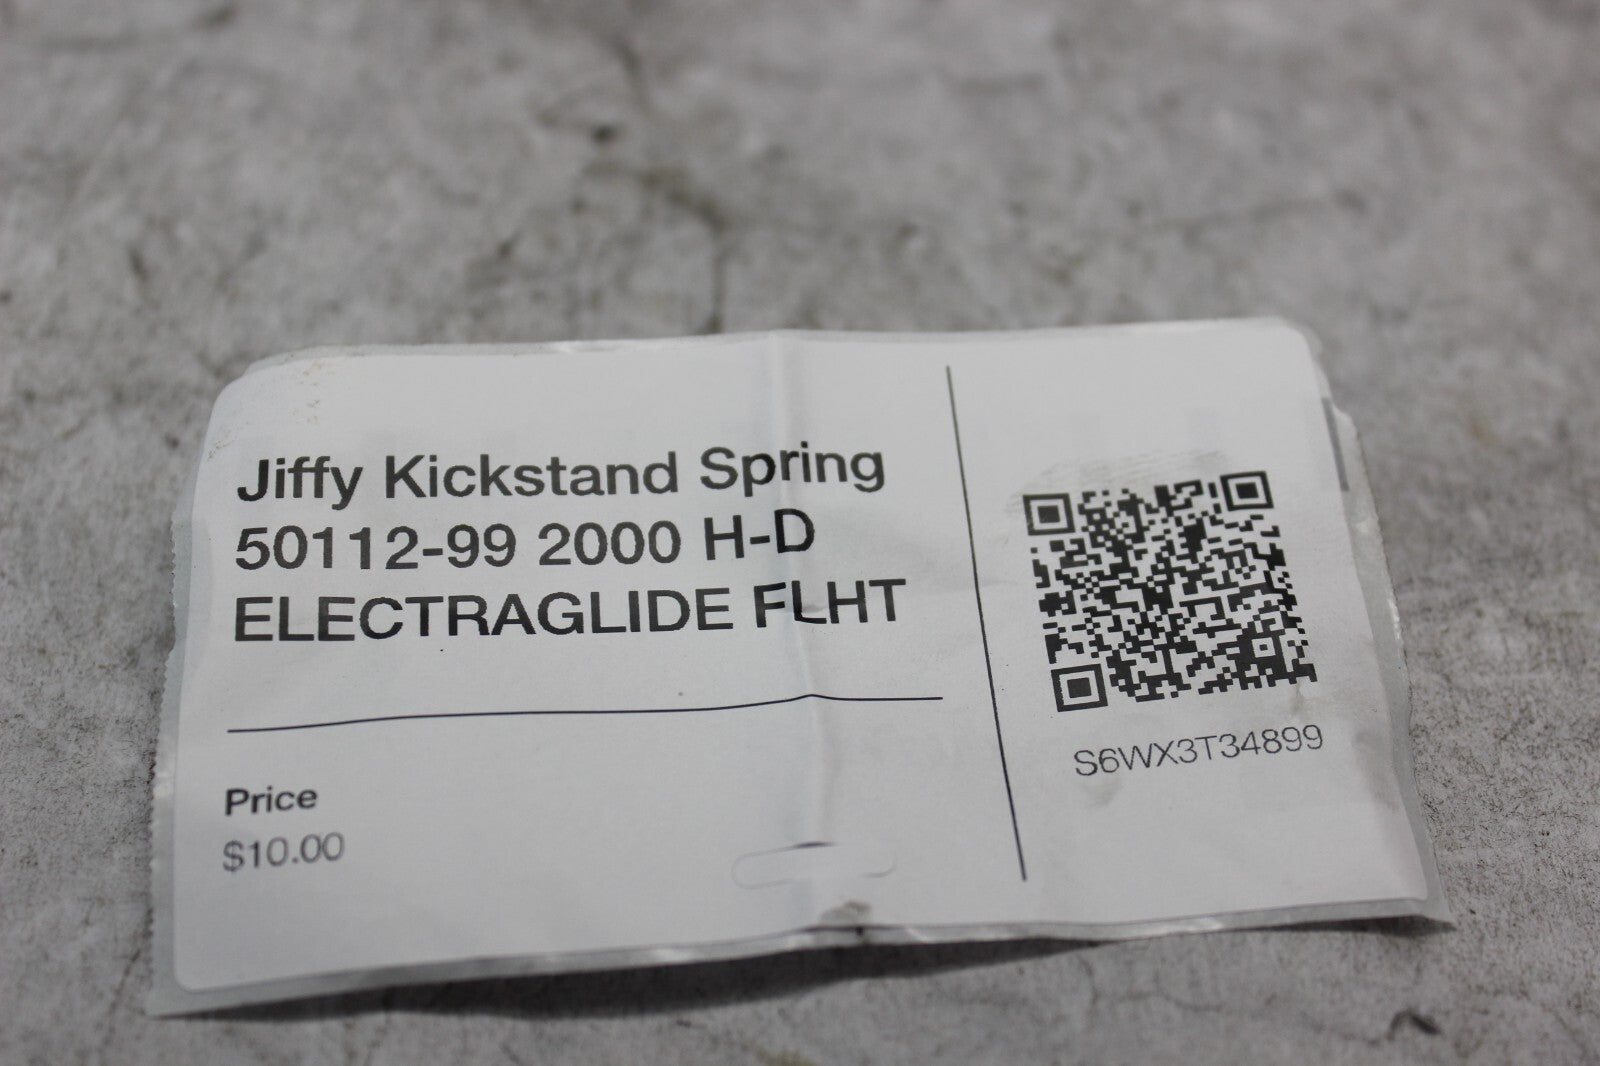 Jiffy Kickstand Spring
50112-99 2000 H-D
ELECTRAGLIDE FLHT
Price
$10.00
S6WX3T34899